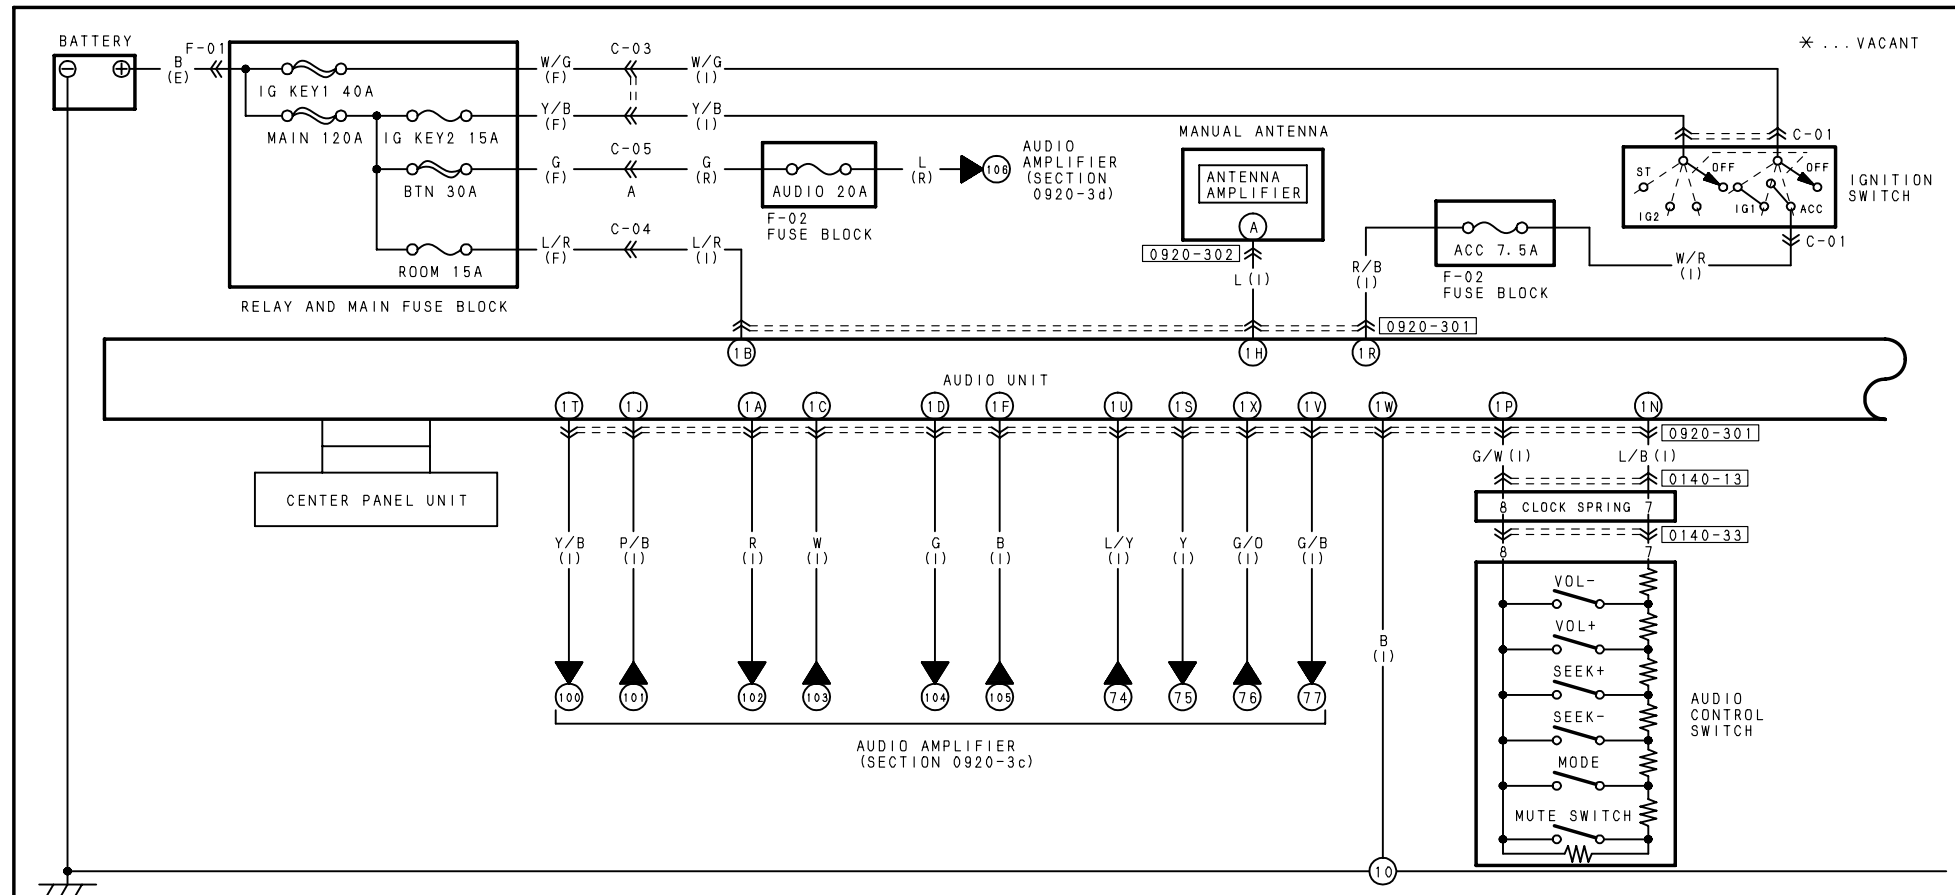 BATTERY
F-01
B
(E)
IG KEY1 40A
MAIN 120A
IG KEY2 15A
BTN 30A
ROOM 15A
RELAY AND MAIN FUSE BLOCK
W/G
(F)
C-03
W/G
(I)
Y/B
(F)
Y/B
(I)
G
(F)
C-05
A
G
(R)
AUDIO 20A
F-02
FUSE BLOCK
L
(R)
106
AUDIO
AMPLIFIER
(SECTION
0920-3d)
L/R
(F)
C-04
L/R
(I)
MANUAL ANTENNA
ANTENNA
AMPLIFIER
A
0920-302
L(I)
R/B
(I)
ACC 7.5A
F-02
FUSE BLOCK
W/R
(I)
* ...VACANT
C-01
ST
OFF
IG2
OFF
IG1
ACC
IGNITION
SWITCH
C-01
0920-301
1B
1H
1R
AUDIO UNIT
1T
1J
1A
1C
1D
1F
1U
1S
1X
1V
1W
1P
1N
0920-301
CENTER PANEL UNIT
Y/B
(I)
P/B
(I)
R
(I)
W
(I)
G
(I)
B
(I)
L/Y
(I)
Y
(I)
G/O
(I)
G/B
(I)
B
(I)
G/W(I)
L/B(I)
0140-13
8 CLOCK SPRING 7
0140-33
8
7
VOL-
VOL+
SEEK+
SEEK-
MODE
MUTE SWITCH
AUDIO
CONTROL
SWITCH
100
101
102
103
104
105
74
75
76
77
AUDIO AMPLIFIER
(SECTION 0920-3c)
10